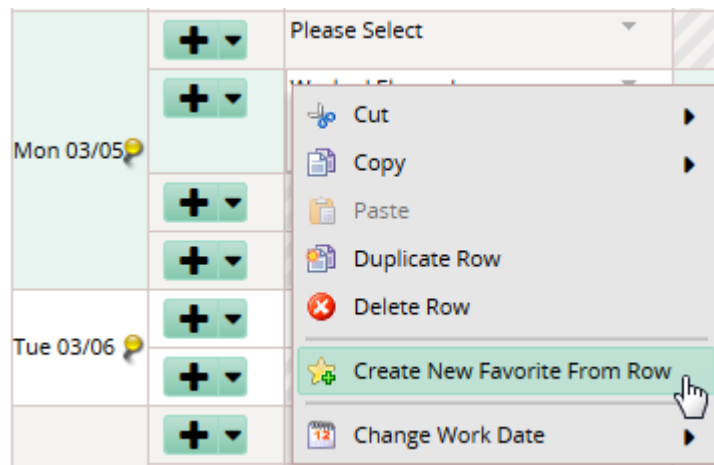 Please Select
Mon 03/05
Cut
Copy
Paste
Duplicate Row
Delete Row
Tue 03/06
Create New Favorite From Row
12
Change Work Date